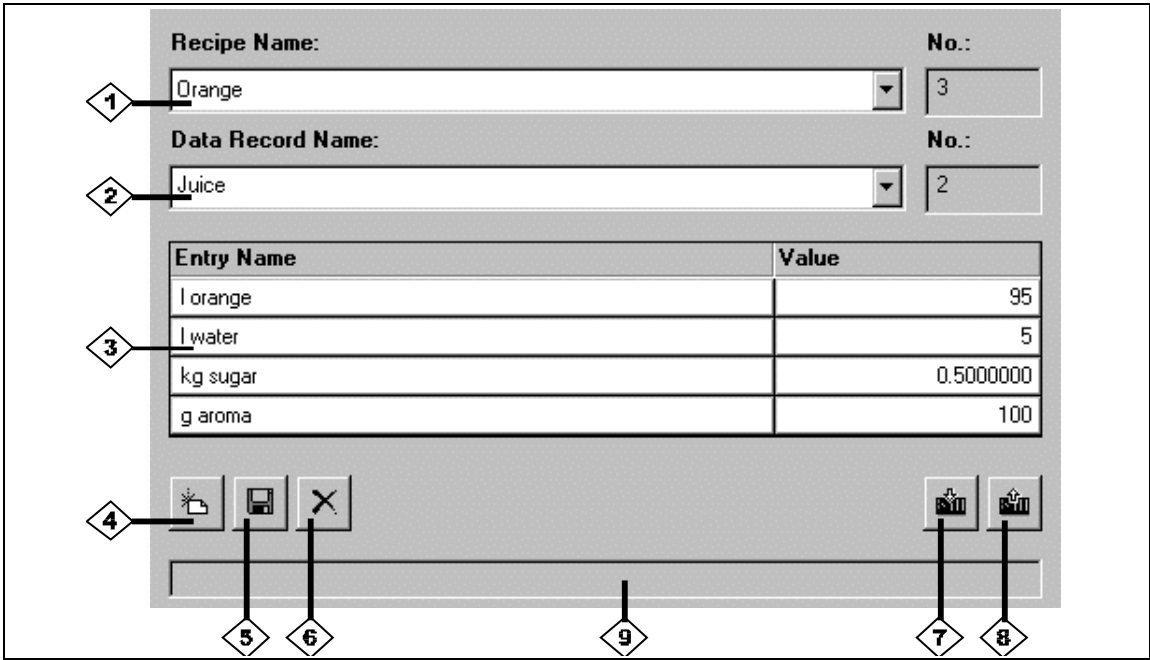 Recipe Name: No.:
1 Orange 3
Data Record Name: No.:
2 Juice 2
Entry Name Value
l orange 95
3 l water 5
kg sugar 0.5000000
g aroma 100
4
5 6 9 7 8